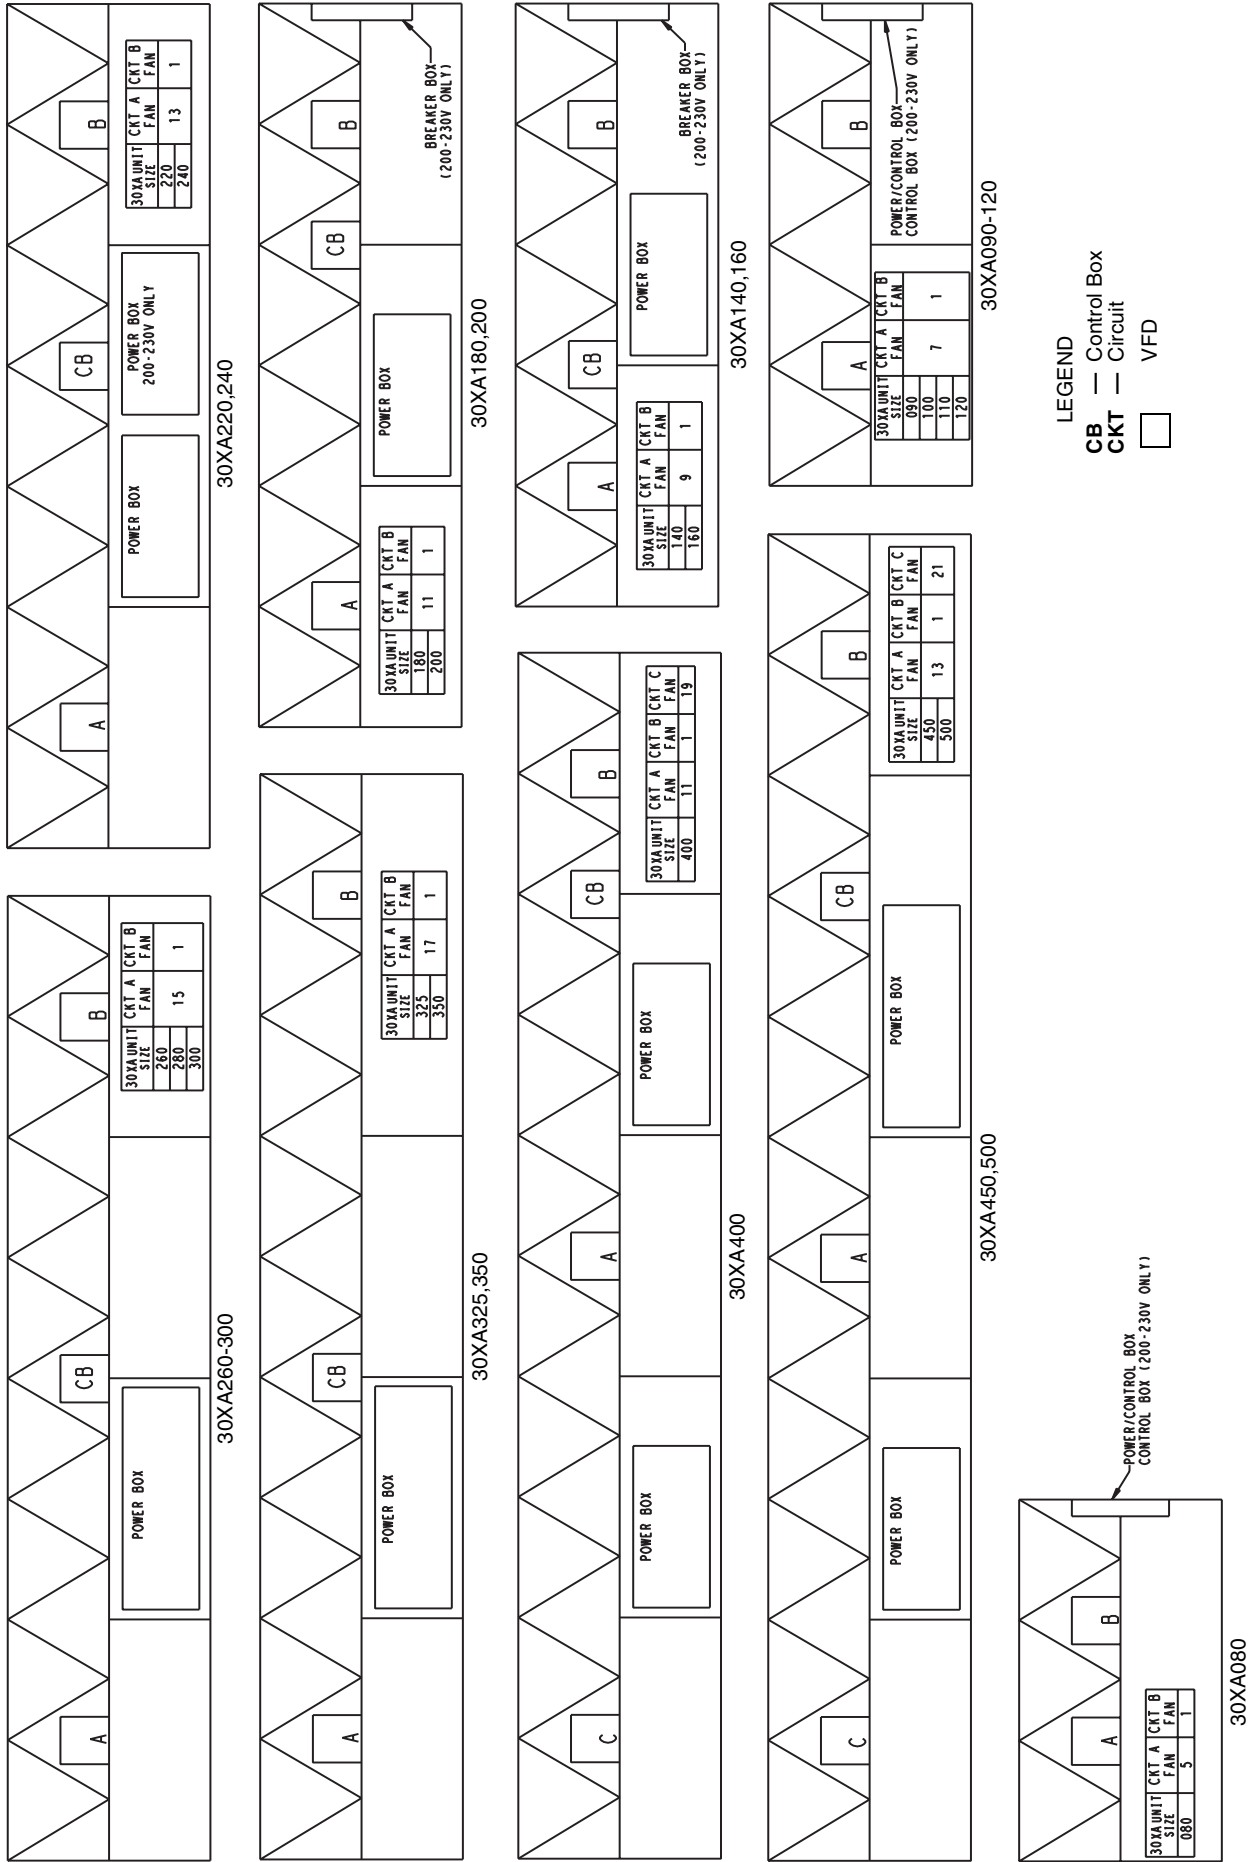 30XA UNIT SIZE CKT A FAN CKT B FAN
220 13 1
240
B
CB
A
POWER BOX
200-230V ONLY
POWER BOX
30XA220,240
BREAKER BOX
(200-230V ONLY)
B
CB
A
POWER BOX
30XA UNIT SIZE CKT A FAN CKT B FAN
180 11 1
200
30XA180,200
BREAKER BOX
(200-230V ONLY)
B
CB
A
POWER BOX
30XA UNIT SIZE CKT A FAN CKT B FAN
140 9 1
160
30XA140,160
POWER/CONTROL BOX
CONTROL BOX (200-230V ONLY)
B
A
30XA UNIT SIZE CKT A FAN CKT B FAN
090 7 1
100
110
120
30XA090-120
30XA UNIT SIZE CKT A FAN CKT B FAN
260 15 1
280
300
B
CB
A
POWER BOX
30XA260-300
30XA UNIT SIZE CKT A FAN CKT B FAN
325 17 1
350
B
CB
A
POWER BOX
30XA325,350
30XA UNIT SIZE CKT A FAN CKT B FAN CKT C FAN
400 11 1 19
B
CB
A
C
POWER BOX
POWER BOX
30XA400
30XA UNIT SIZE CKT A FAN CKT B FAN CKT C FAN
450 13 1 21
500
B
CB
A
C
POWER BOX
POWER BOX
30XA450,500
POWER/CONTROL BOX
CONTROL BOX (200-230V ONLY)
B
A
30XA UNIT SIZE CKT A FAN CKT B FAN
080 5 1
30XA080
LEGEND
CB — Control Box
CKT — Circuit
VFD